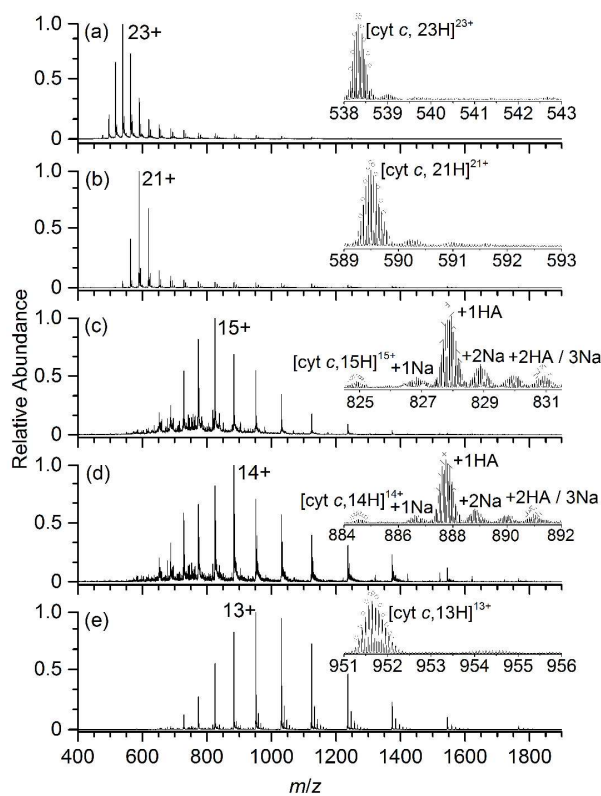 Relative Abundance
1.0
0.5
0
(a)
23+
[cyt c, 23H]23+
538 539 540 541 542 543
1.0
0.5
0
(b)
21+
[cyt c, 21H]21+
589 590 591 592 593
1.0
0.5
0
(c)
15+
+1HA
[cyt c,15H]15+
+1Na
+2Na
+2HA / 3Na
825 827 829 831
1.0
0.5
0
(d)
14+
+1HA
[cyt c,14H]14+
+1Na
+2Na
+2HA / 3Na
884 886 888 890 892
1.0
0.5
0
(e)
13+
[cyt c,13H]13+
951 952 953 954 955 956
400 600 800 1000 1200 1400 1600 1800
m/z